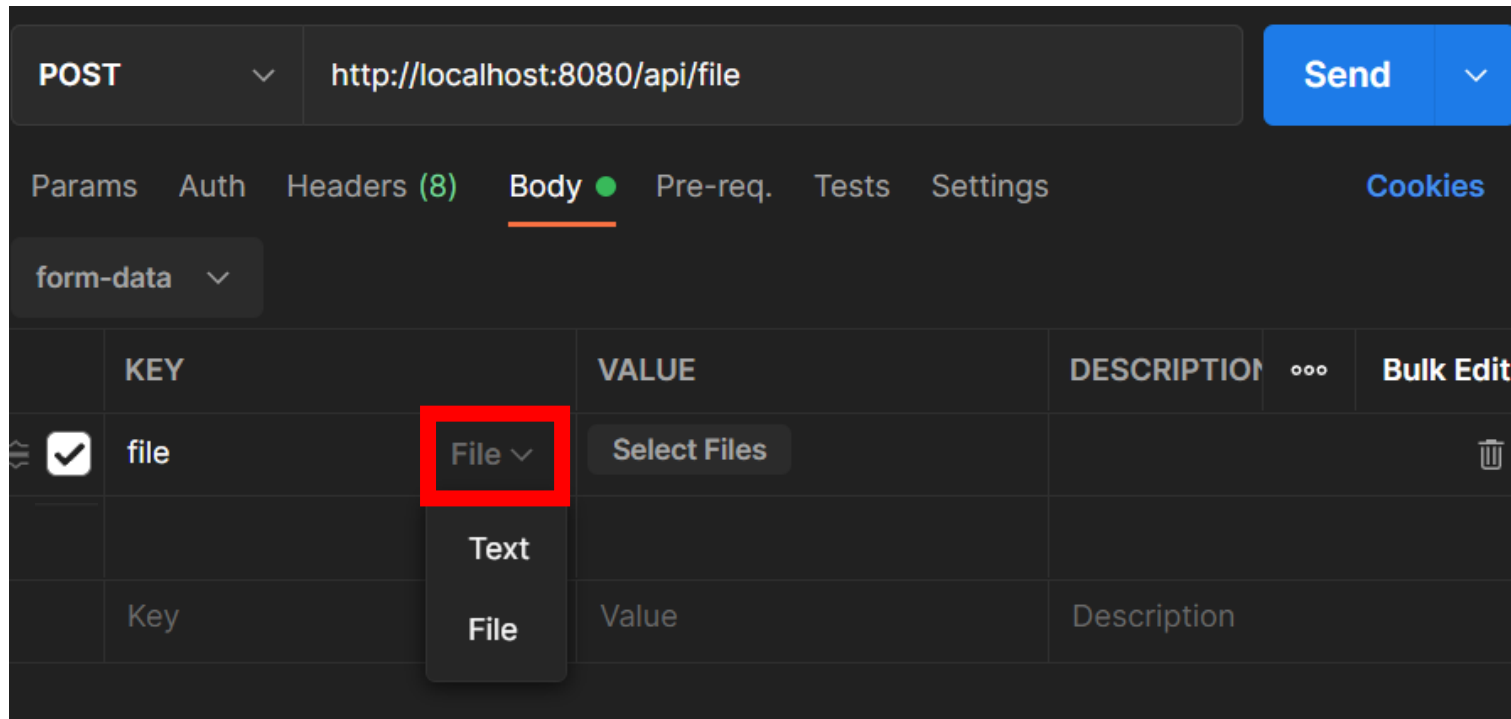 POST http://localhost:8080/api/file Send
Params Auth Headers (8) Body Pre-req. Tests Settings Cookies
form-data
KEY VALUE DESCRIPTION Bulk Edit
file File Select Files
Text
Key Value Description
File